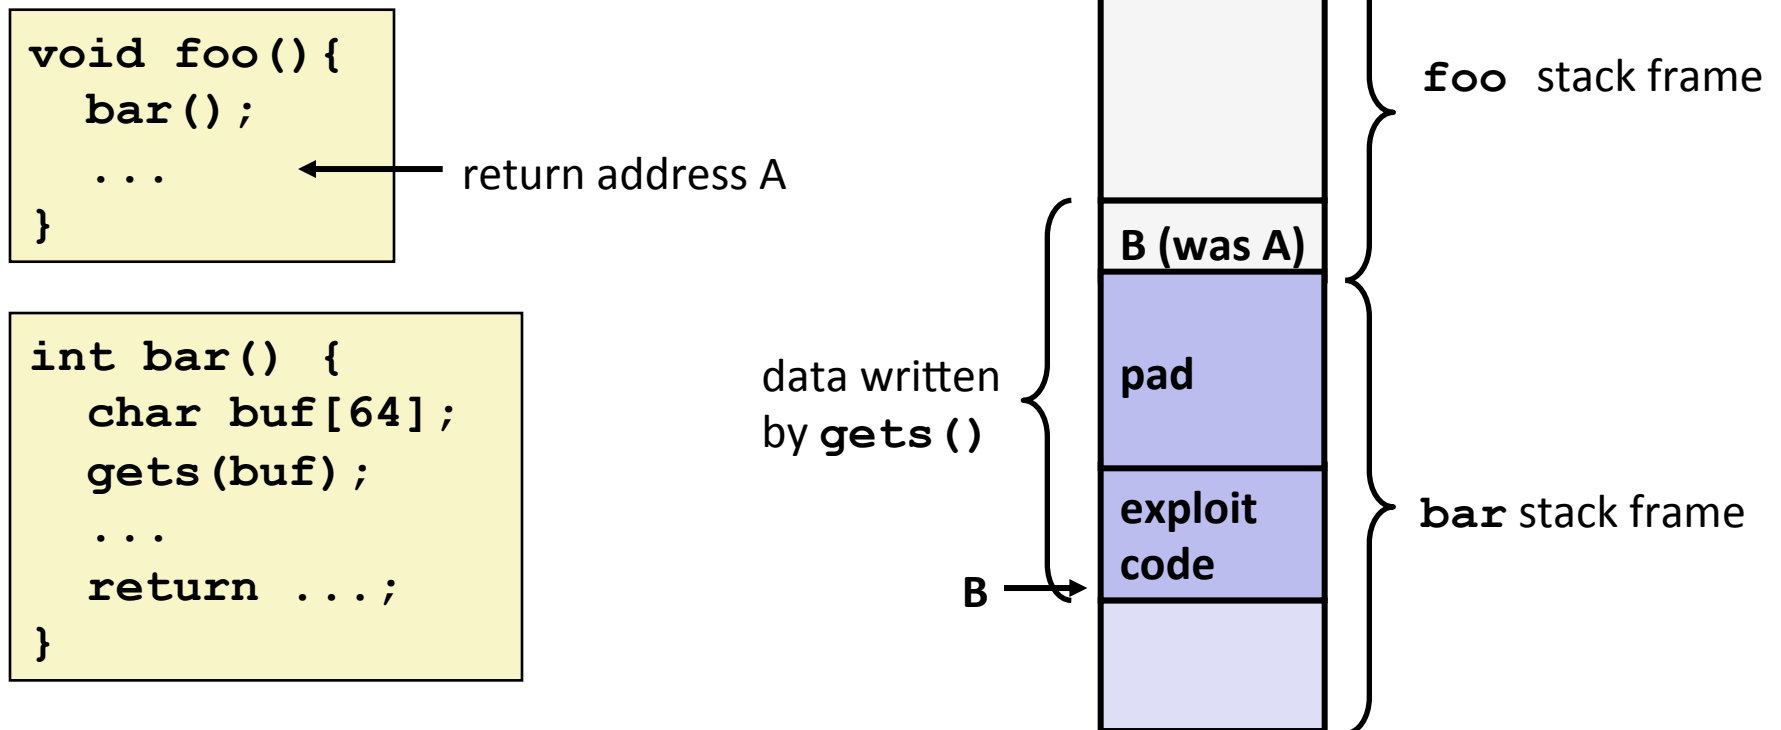 void foo(){
bar();
...
}
return address A
int bar() {
char buf[64];
gets(buf);
...
return ...;
}
foo stack frame
B (was A)
data written
by gets()
pad
exploit
code
B
bar stack frame